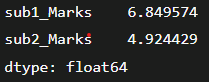 sub1_Marks    6.849574
sub2_Marks    4.924429
dtype: float64